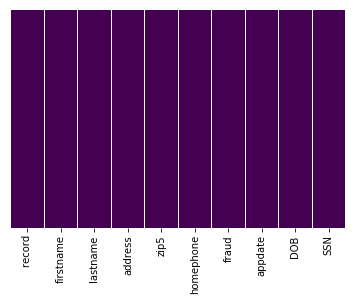 record
firstname
lastname
address
zip5
homephone
fraud
appdate
DOB
SSN